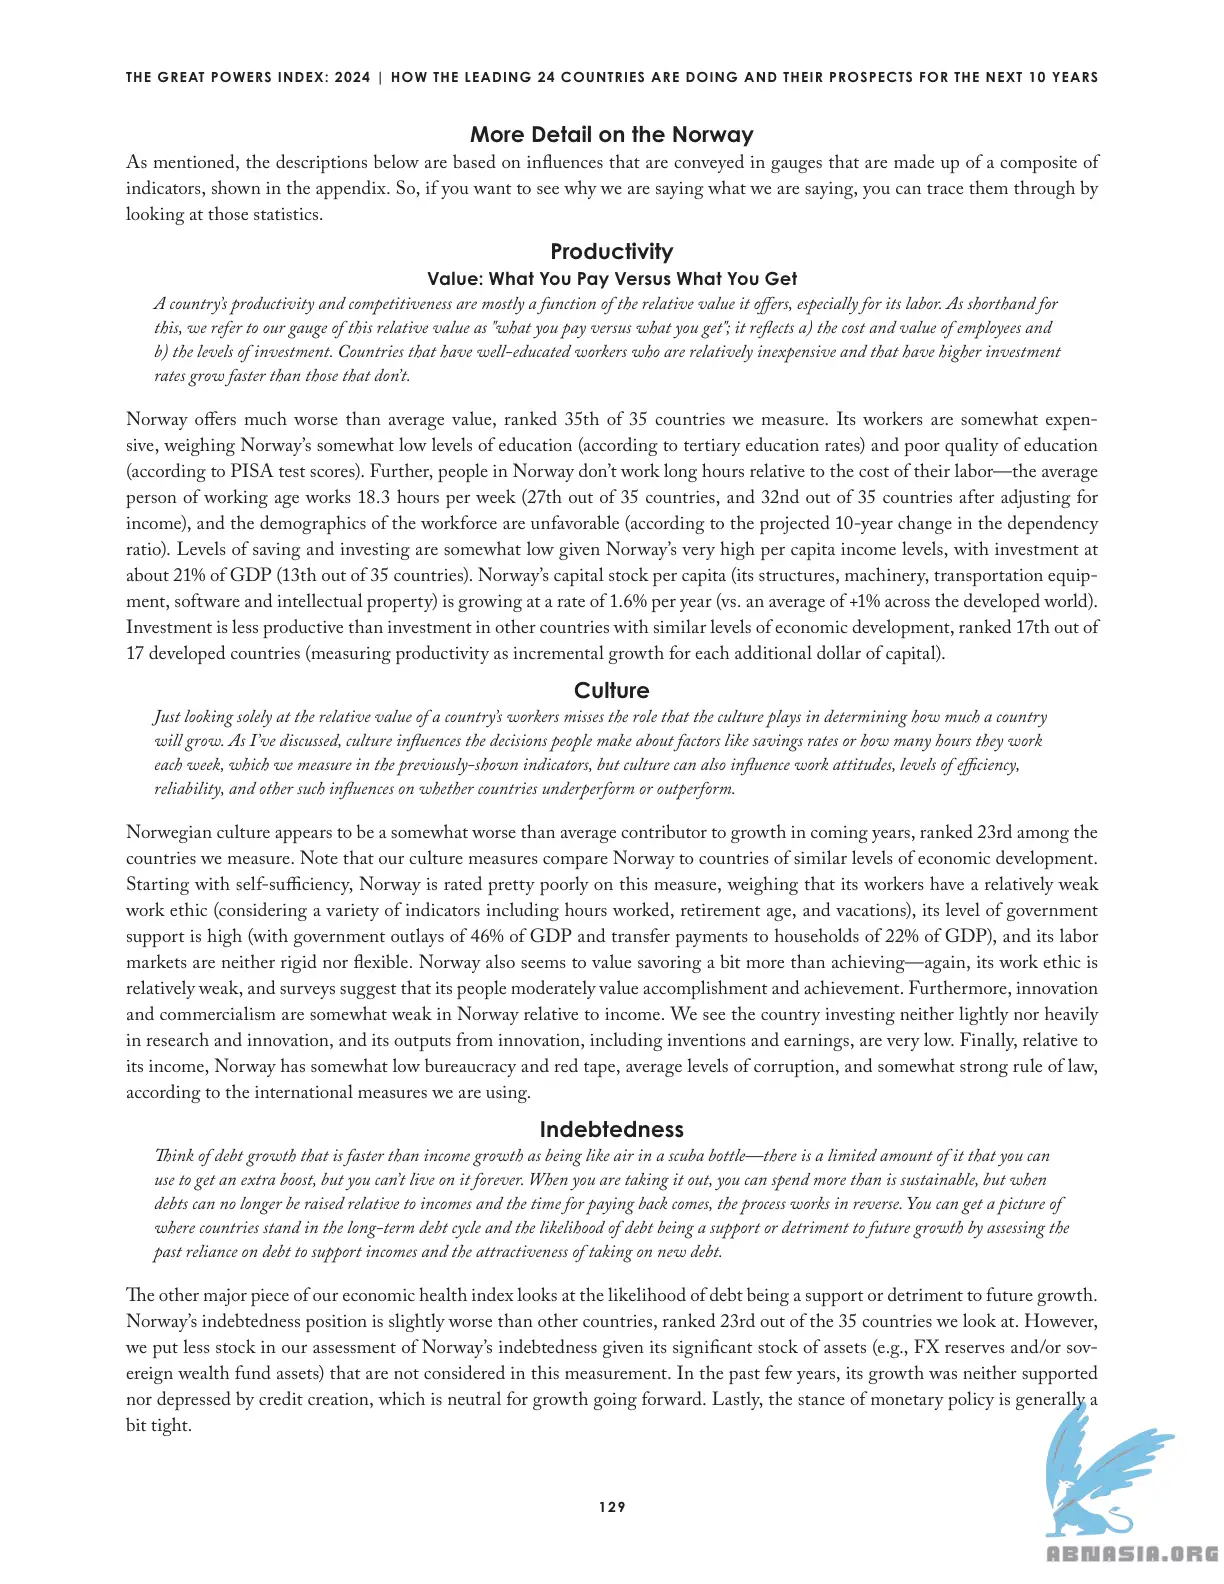 THE GREAT POWERS INDEX: 2024 | HOW THE LEADING 24 COUNTRIES ARE DOING AND THEIR PROSPECTS FOR THE NEXT 10 YEARS
More Detail on the Norway
As mentioned, the descriptions below are based on influences that are conveyed in gauges that are made up of a composite of
indicators, shown in the appendix. So, if you want to see why we are saying what we are saying, you can trace them through by
looking at those statistics.
Productivity
Value: What You Pay Versus What You Get
A country's productivity and competitiveness are mostly a function of the relative value it offers, especially for its labor. As shorthand for
this, we refer to our gauge of this relative value as "what you pay versus what you get"; it reflects a) the cost and value of employees and
b) the levels of investment. Countries that have well-educated workers who are relatively inexpensive and that have higher investment
rates grow faster than those that don't.
Norway offers much worse than average value, ranked 35th of 35 countries we measure. Its workers are somewhat expen-
sive, weighing Norway's somewhat low levels of education (according to tertiary education rates) and poor quality of education
(according to PISA test scores). Further, people in Norway don't work long hours relative to the cost of their labor—the average
person of working age works 18.3 hours per week (27th out of 35 countries, and 32nd out of 35 countries after adjusting for
income), and the demographics of the workforce are unfavorable (according to the projected 10-year change in the dependency
ratio). Levels of saving and investing are somewhat low given Norway's very high per capita income levels, with investment at
about 21% of GDP (13th out of 35 countries). Norway's capital stock per capita (its structures, machinery, transportation equip-
ment, software and intellectual property) is growing at a rate of 1.6% per year (vs. an average of +1% across the developed world).
Investment is less productive than investment in other countries with similar levels of economic development, ranked 17th out of
17 developed countries (measuring productivity as incremental growth for each additional dollar of capital).
Culture
Just looking solely at the relative value of a country's workers misses the role that the culture plays in determining how much a country
will grow. As I've discussed, culture influences the decisions people make about factors like savings rates or how many hours they work
each week, which we measure in the previously-shown indicators, but culture can also influence work attitudes, levels of efficiency,
reliability, and other such influences on whether countries underperform or outperform.
Norwegian culture appears to be a somewhat worse than average contributor to growth in coming years, ranked 23rd among the
countries we measure. Note that our culture measures compare Norway to countries of similar levels of economic development.
Starting with self-sufficiency, Norway is rated pretty poorly on this measure, weighing that its workers have a relatively weak
work ethic (considering a variety of indicators including hours worked, retirement age, and vacations), its level of government
support is high (with government outlays of 46% of GDP and transfer payments to households of 22% of GDP), and its labor
markets are neither rigid nor flexible. Norway also seems to value savoring a bit more than achieving—again, its work ethic is
relatively weak, and surveys suggest that its people moderately value accomplishment and achievement. Furthermore, innovation
and commercialism are somewhat weak in Norway relative to income. We see the country investing neither lightly nor heavily
in research and innovation, and its outputs from innovation, including inventions and earnings, are very low. Finally, relative to
its income, Norway has somewhat low bureaucracy and red tape, average levels of corruption, and somewhat strong rule of law,
according to the international measures we are using.
Indebtedness
Think of debt growth that is faster than income growth as being like air in a scuba bottle—there is a limited amount of it that you can
use to get an extra boost, but you can't live on it forever. When you are taking it out, you can spend more than is sustainable, but when
debts can no longer be raised relative to incomes and the time for paying back comes, the process works in reverse. You can get a picture of
where countries stand in the long-term debt cycle and the likelihood of debt being a support or detriment to future growth by assessing the
past reliance on debt to support incomes and the attractiveness of taking on new debt.
The other major piece of our economic health index looks at the likelihood of debt being a support or detriment to future growth.
Norway's indebtedness position is slightly worse than other countries, ranked 23rd out of the 35 countries we look at. However,
we put less stock in our assessment of Norway's indebtedness given its significant stock of assets (e.g., FX reserves and/or sov-
ereign wealth fund assets) that are not considered in this measurement. In the past few years, its growth was neither supported
nor depressed by credit creation, which is neutral for growth going forward. Lastly, the stance of monetary policy is generally a
bit tight.
129
ABNASIA.ORG